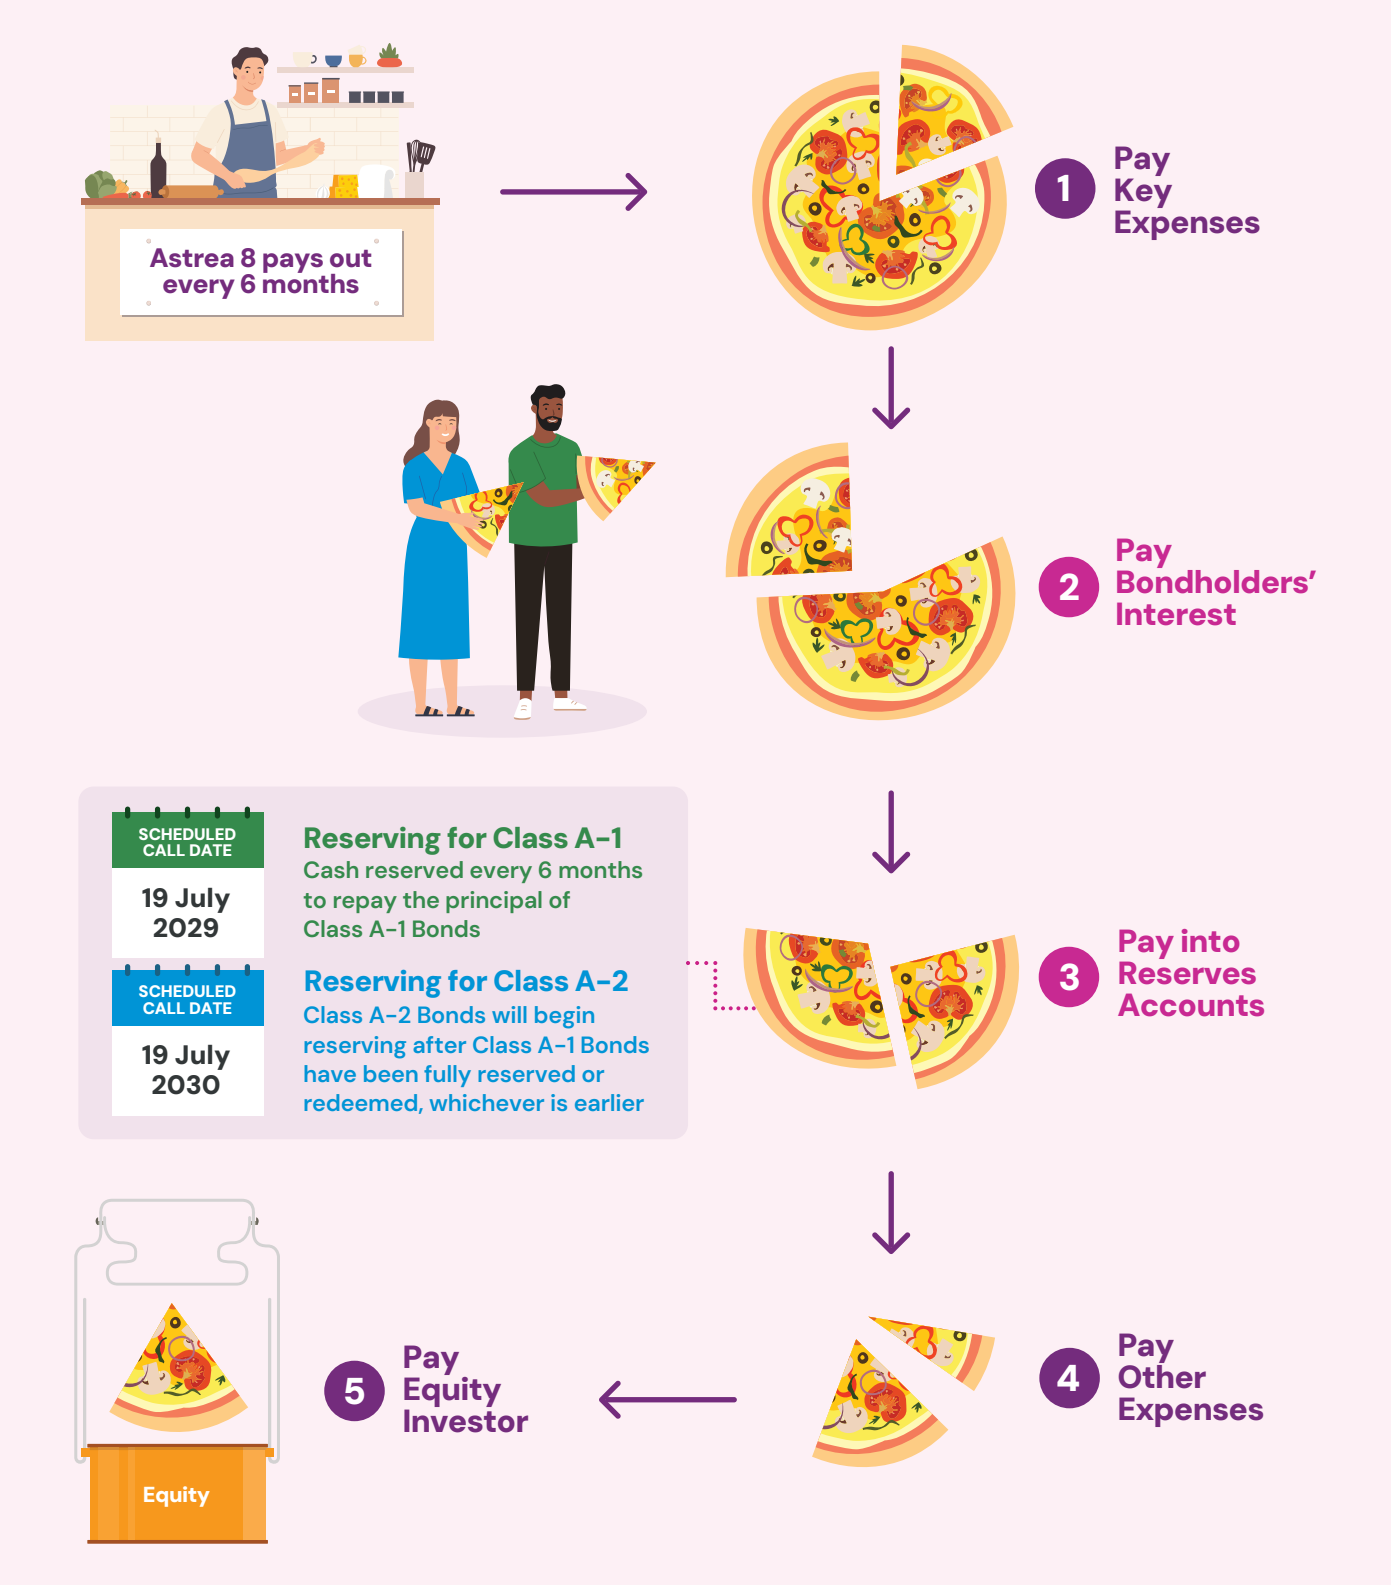 Astrea 8 pays out
every 6 months
1
Pay
Key
Expenses
2
Pay
Bondholders’
Interest
SCHEDULED
CALL DATE
19 July
2029
Reserving for Class A-1
Cash reserved every 6 months
to repay the principal of
Class A-1 Bonds
SCHEDULED
CALL DATE
19 July
2030
Reserving for Class A-2
Class A-2 Bonds will begin
reserving after Class A-1 Bonds
have been fully reserved or
redeemed, whichever is earlier
3
Pay into
Reserves
Accounts
4
Pay
Other
Expenses
5
Pay
Equity
Investor
Equity